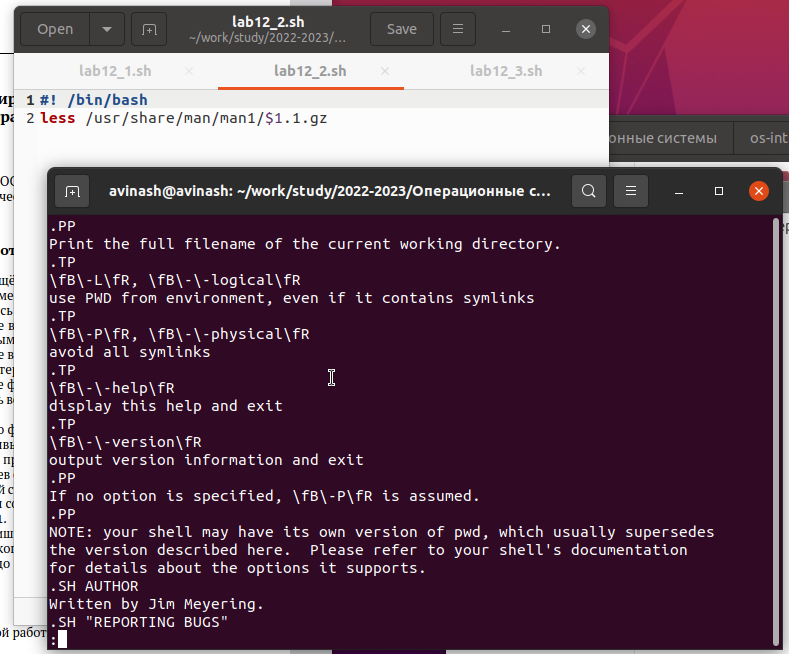 Open
lab12_2.sh
~/work/study/2022-2023/...
Save
lab12_1.sh
lab12_2.sh
lab12_3.sh
1 #! /bin/bash
2 less /usr/share/man/man1/$1.1.gz
онные системы
os-int
avinash@avinash: ~/work/study/2022-2023/Операционные с...
.PP
Print the full filename of the current working directory.
.TP
\fB\-L\fR, \fB\-\-logical\fR
use PWD from environment, even if it contains symlinks
.TP
\fB\-P\fR, \fB\-\-physical\fR
avoid all symlinks
.TP
\fB\-\-help\fR
display this help and exit
.TP
\fB\-\-version\fR
output version information and exit
.PP
If no option is specified, \fB\-P\fR is assumed.
.PP
NOTE: your shell may have its own version of pwd, which usually supersedes
the version described here.  Please refer to your shell's documentation
for details about the options it supports.
.SH AUTHOR
Written by Jim Meyering.
.SH "REPORTING BUGS"
:
ой работ